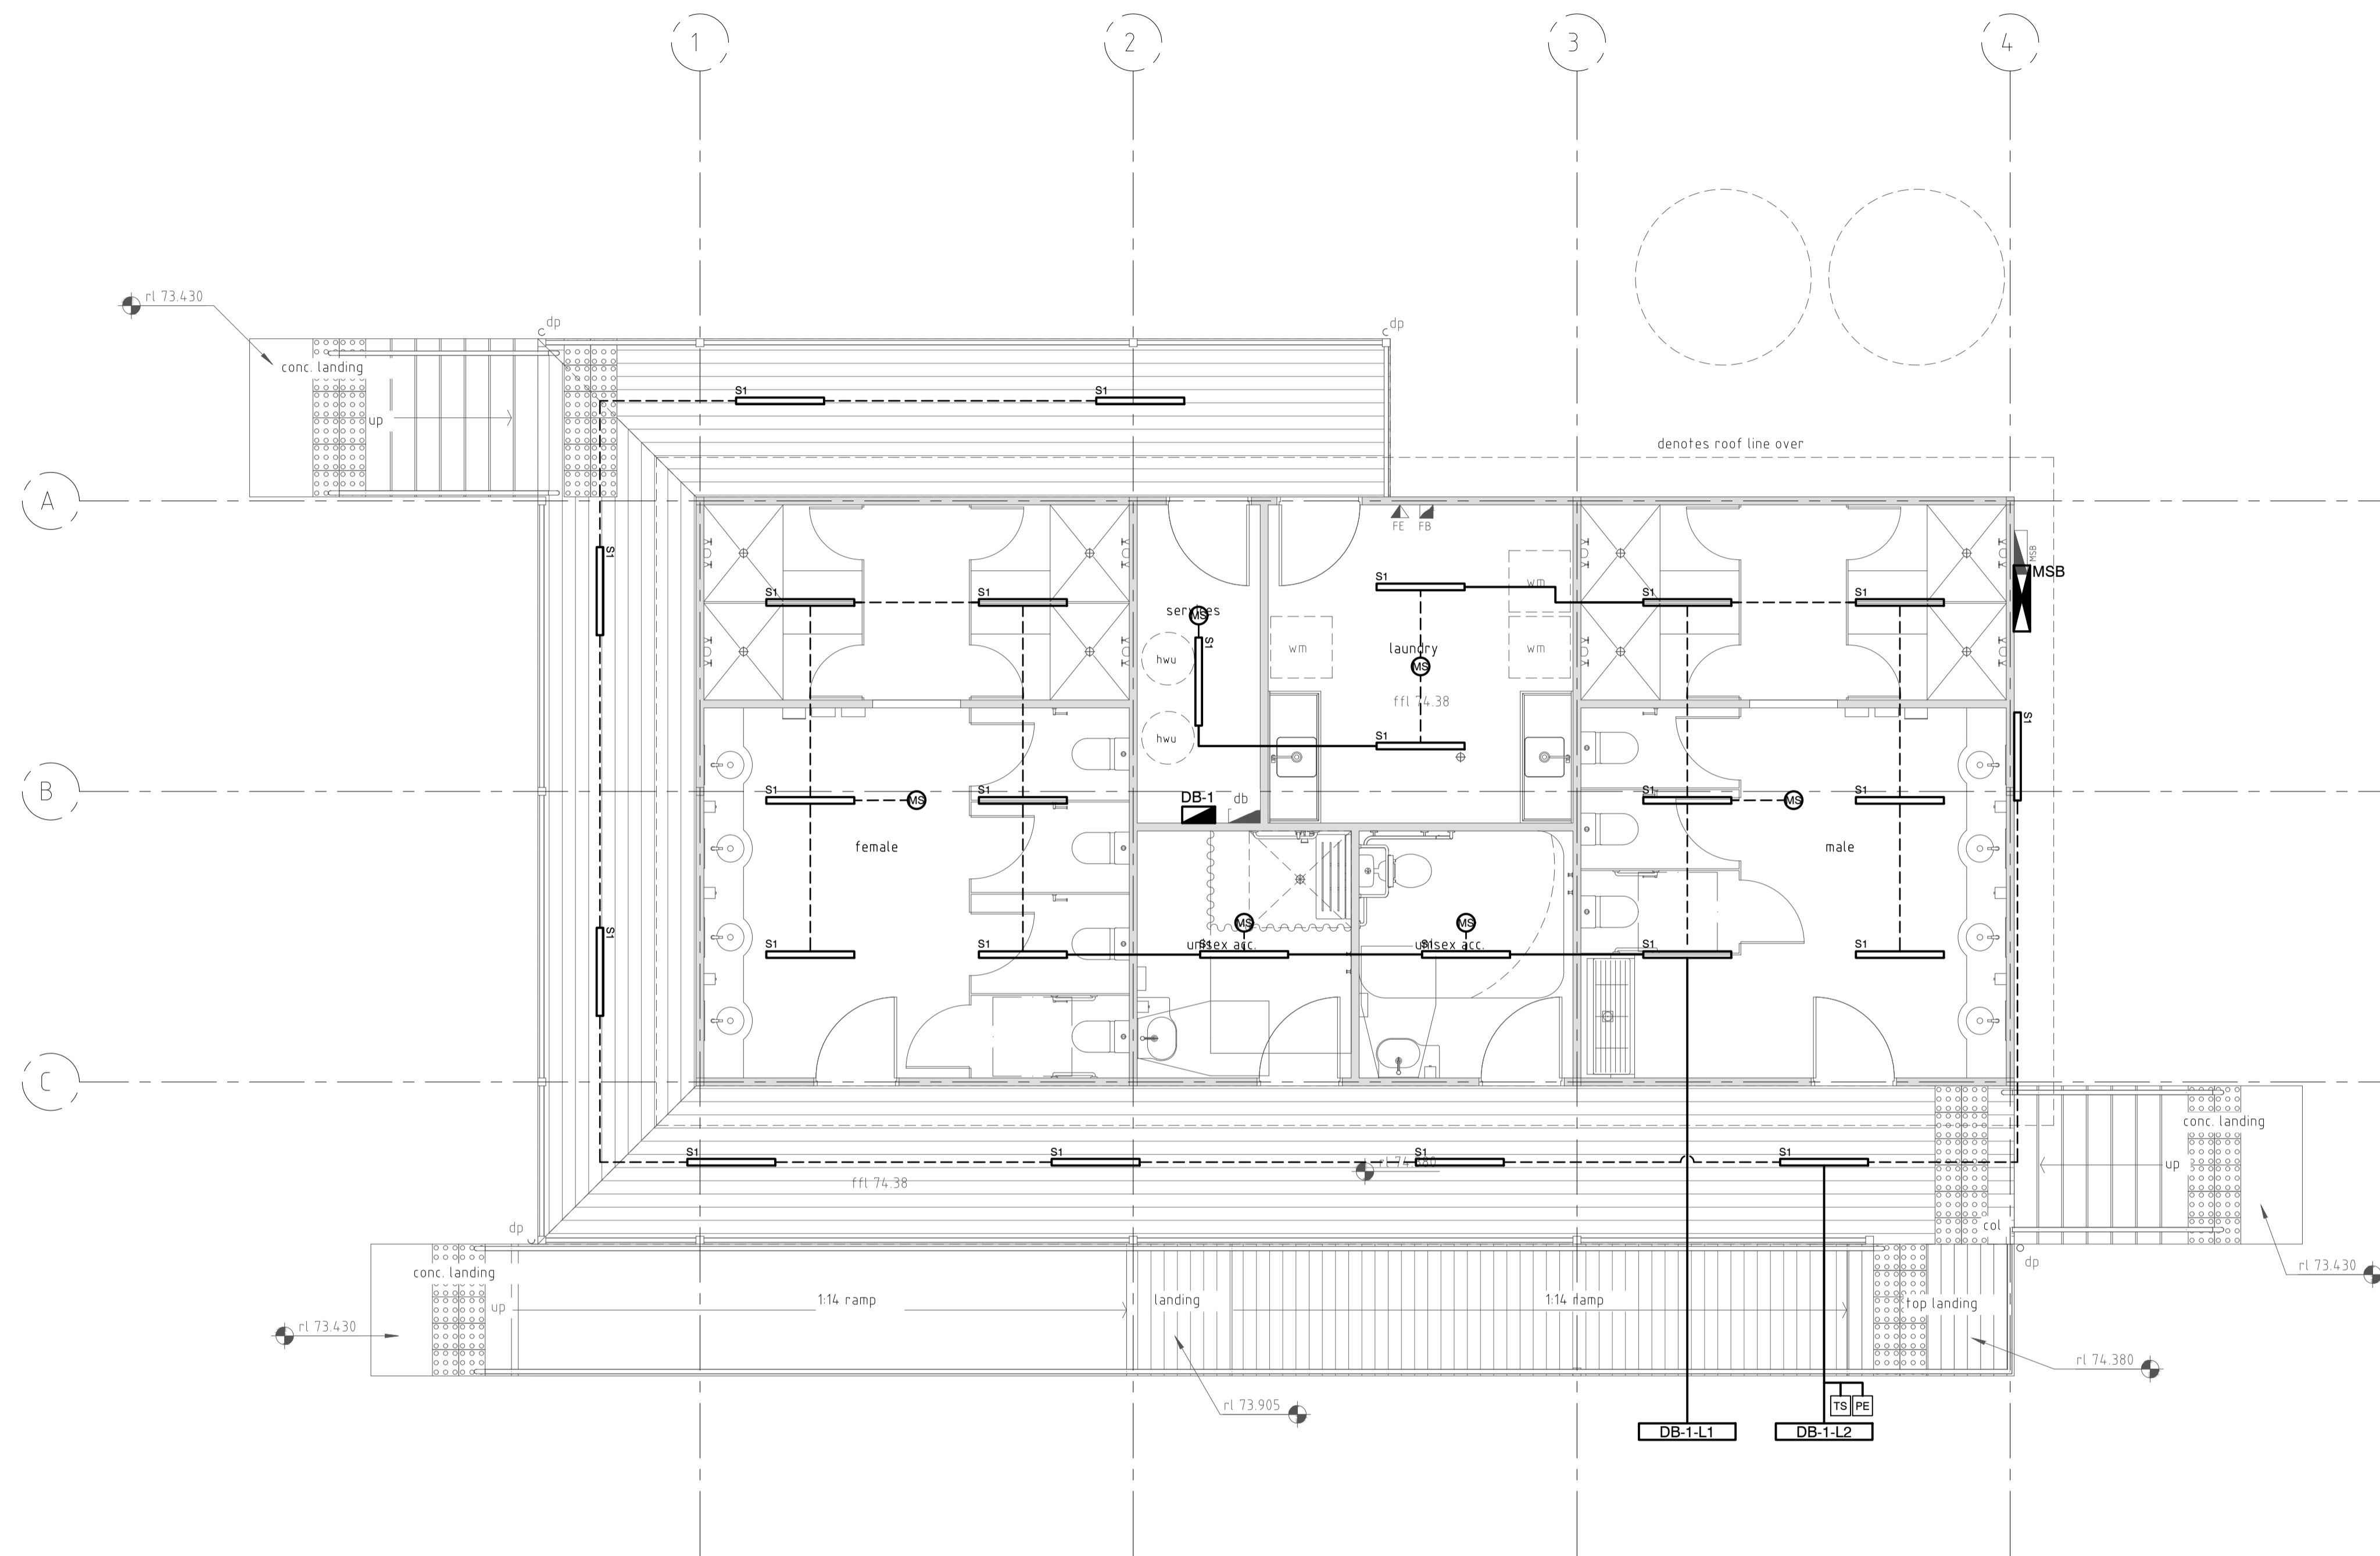 1
2
3
4
rl 73.430
dp
dp
conc. landing
S1
S1
up
denotes roof line over
A
FE
FB
MSB
S1
MSB
S1
wm
S1
S1
S1
S1
services
MS
S1
hwu
wm
laundry
wm
MS
ffl 74.38
S1
hwu
S1
B
S1
MS
S1
DB-1
db
S1
MS
S1
female
male
MS
MS
S1
S1
unisex acc.
S1
unisex acc.
S1
S1
S1
S1
C
conc. landing
S1
S1
S1
S1
rl 74.380
up
ffl 74.38
dp
col
dp
rl 73.430
conc. landing
up
1:14 ramp
landing
1:14 ramp
top landing
rl 73.430
rl 74.380
rl 73.905
TS
PE
DB-1-L1
DB-1-L2